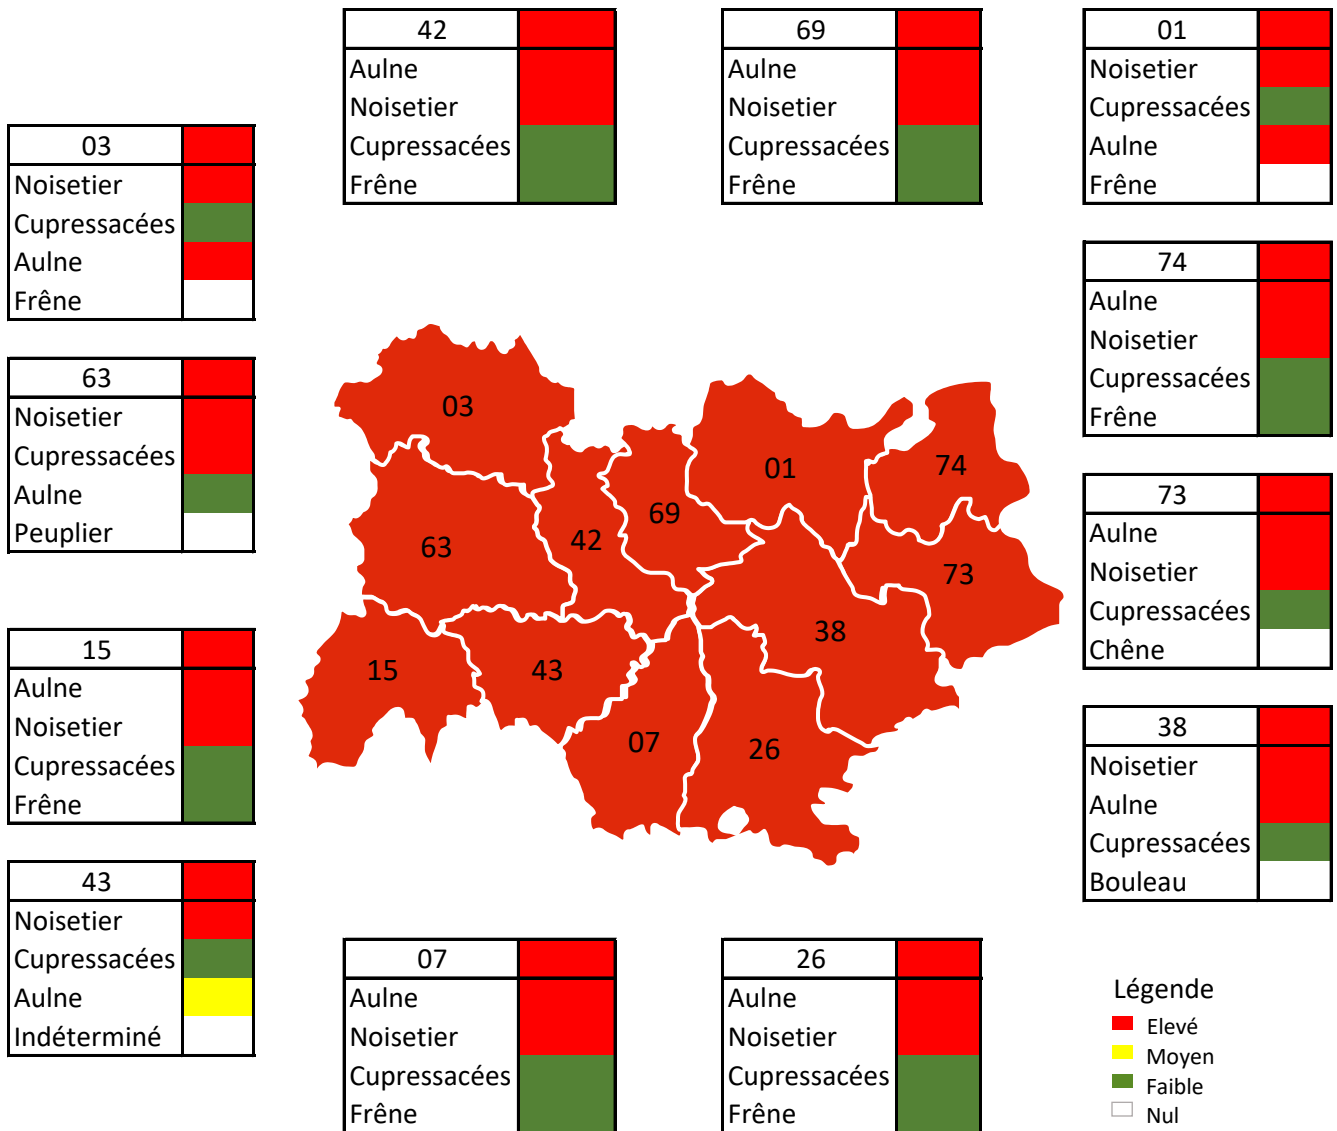 42
Aulne
Noisetier
Cupressacées
Frêne
69
Aulne
Noisetier
Cupressacées
Frêne
01
Noisetier
Cupressacées
Aulne
Frêne
03
Noisetier
Cupressacées
Aulne
Frêne
74
Aulne
Noisetier
Cupressacées
Frêne
63
Noisetier
Cupressacées
Aulne
Peuplier
73
Aulne
Noisetier
Cupressacées
Chêne
15
Aulne
Noisetier
Cupressacées
Frêne
38
Noisetier
Aulne
Cupressacées
Bouleau
43
Noisetier
Cupressacées
Aulne
Indéterminé
07
Aulne
Noisetier
Cupressacées
Frêne
26
Aulne
Noisetier
Cupressacées
Frêne
03
01
74
69
42
63
73
38
15
43
07
26
Légende
Elevé
Moyen
Faible
Nul